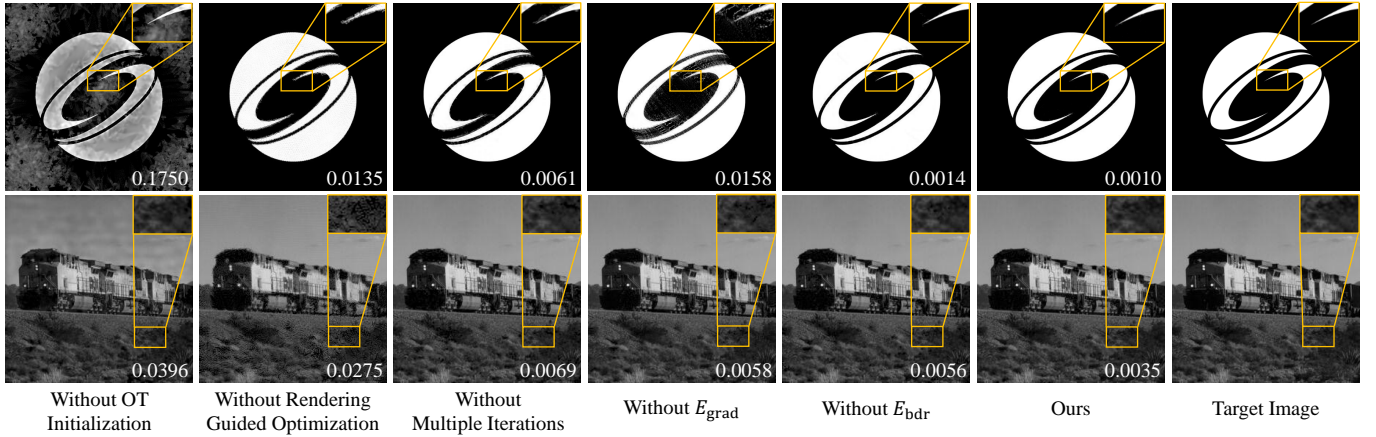 0.1750 0.0135 0.0061 0.0158 0.0014 0.0010
0.0396 0.0275 0.0069 0.0058 0.0056 0.0035
Without OT
Initialization
Without Rendering
Guided Optimization
Without
Multiple Iterations
Without E_grad
Without E_bdr
Ours
Target Image